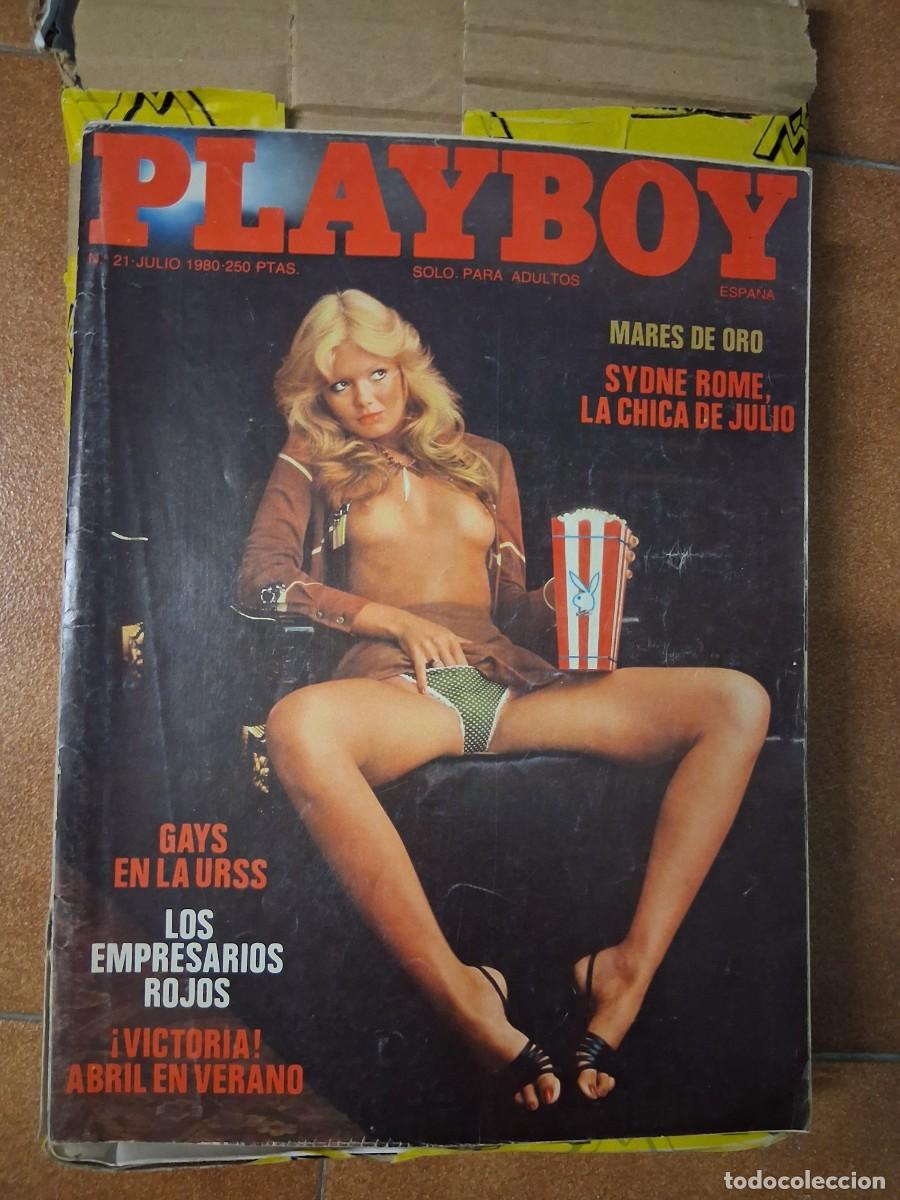 PLAYBOY
N.º 21·JULIO 1980·250 PTAS.
SOLO PARA ADULTOS
ESPAÑA
MARES DE ORO
SYDNE ROME,
LA CHICA DE JULIO
GAYS
EN LA URSS
LOS
EMPRESARIOS
ROJOS
¡VICTORIA!
ABRIL EN VERANO
todocoleccion